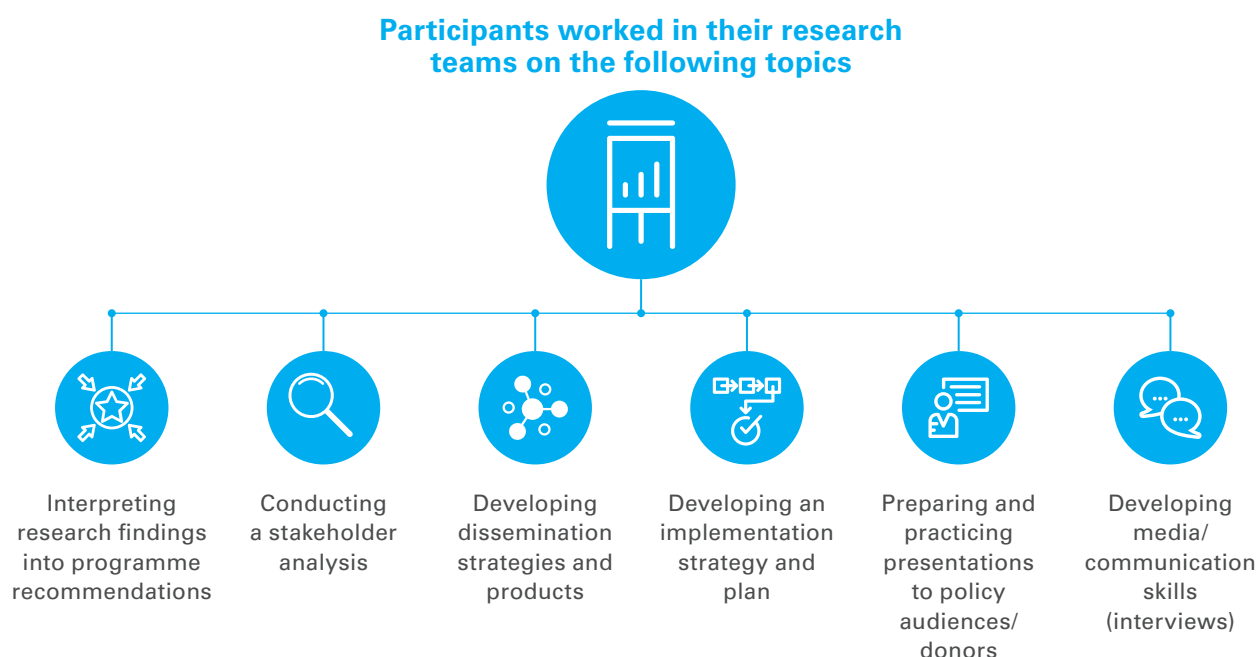 Participants worked in their research
teams on the following topics
Interpreting
research findings
into programme
recommendations
Conducting
a stakeholder
analysis
Developing
dissemination
strategies and
products
Developing an
implementation
strategy and
plan
Preparing and
practicing
presentations
to policy
audiences/
donors
Developing
media/
communication
skills
(interviews)